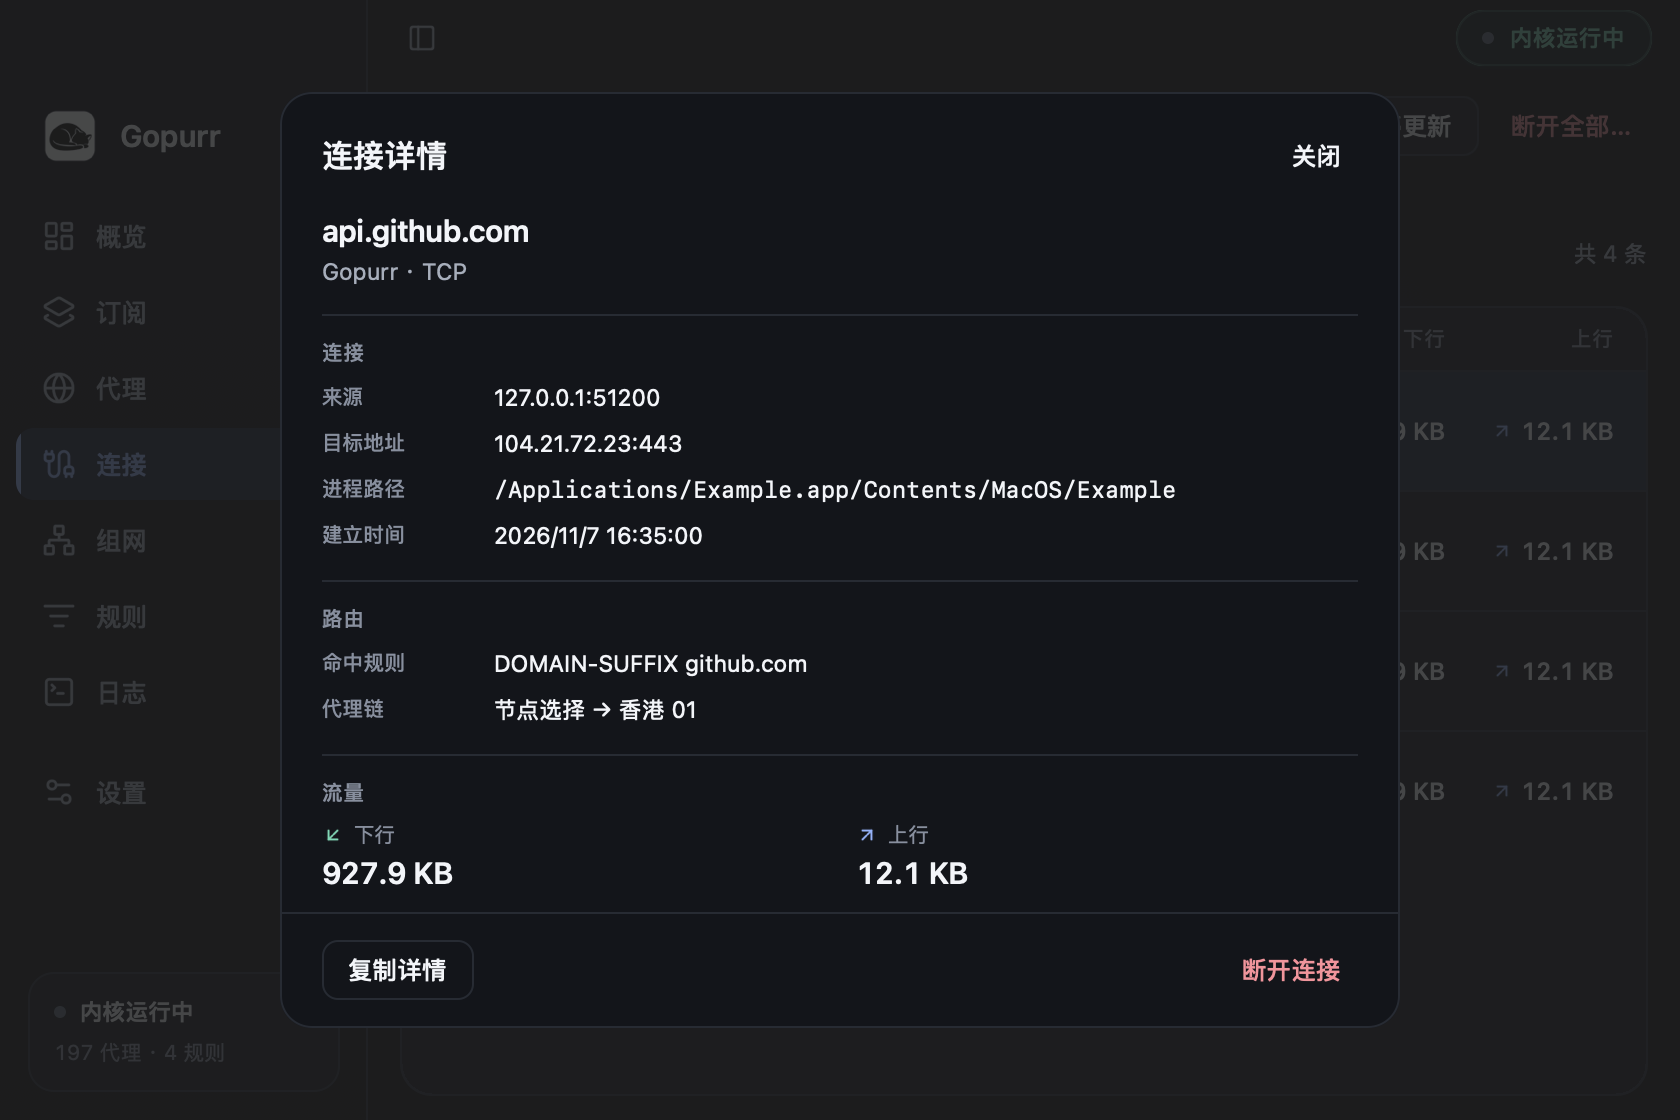 内核运行中
Gopurr
更新
断开全部...
概览
订阅
代理
连接
组网
规则
日志
设置
内核运行中
197 代理 · 4 规则
共 4 条
下行
上行
KB
12.1 KB
KB
12.1 KB
KB
12.1 KB
KB
12.1 KB
连接详情
关闭
api.github.com
Gopurr · TCP
连接
来源 127.0.0.1:51200
目标地址 104.21.72.23:443
进程路径 /Applications/Example.app/Contents/MacOS/Example
建立时间 2026/11/7 16:35:00
路由
命中规则 DOMAIN-SUFFIX github.com
代理链 节点选择 → 香港 01
流量
下行 上行
927.9 KB 12.1 KB
复制详情 断开连接